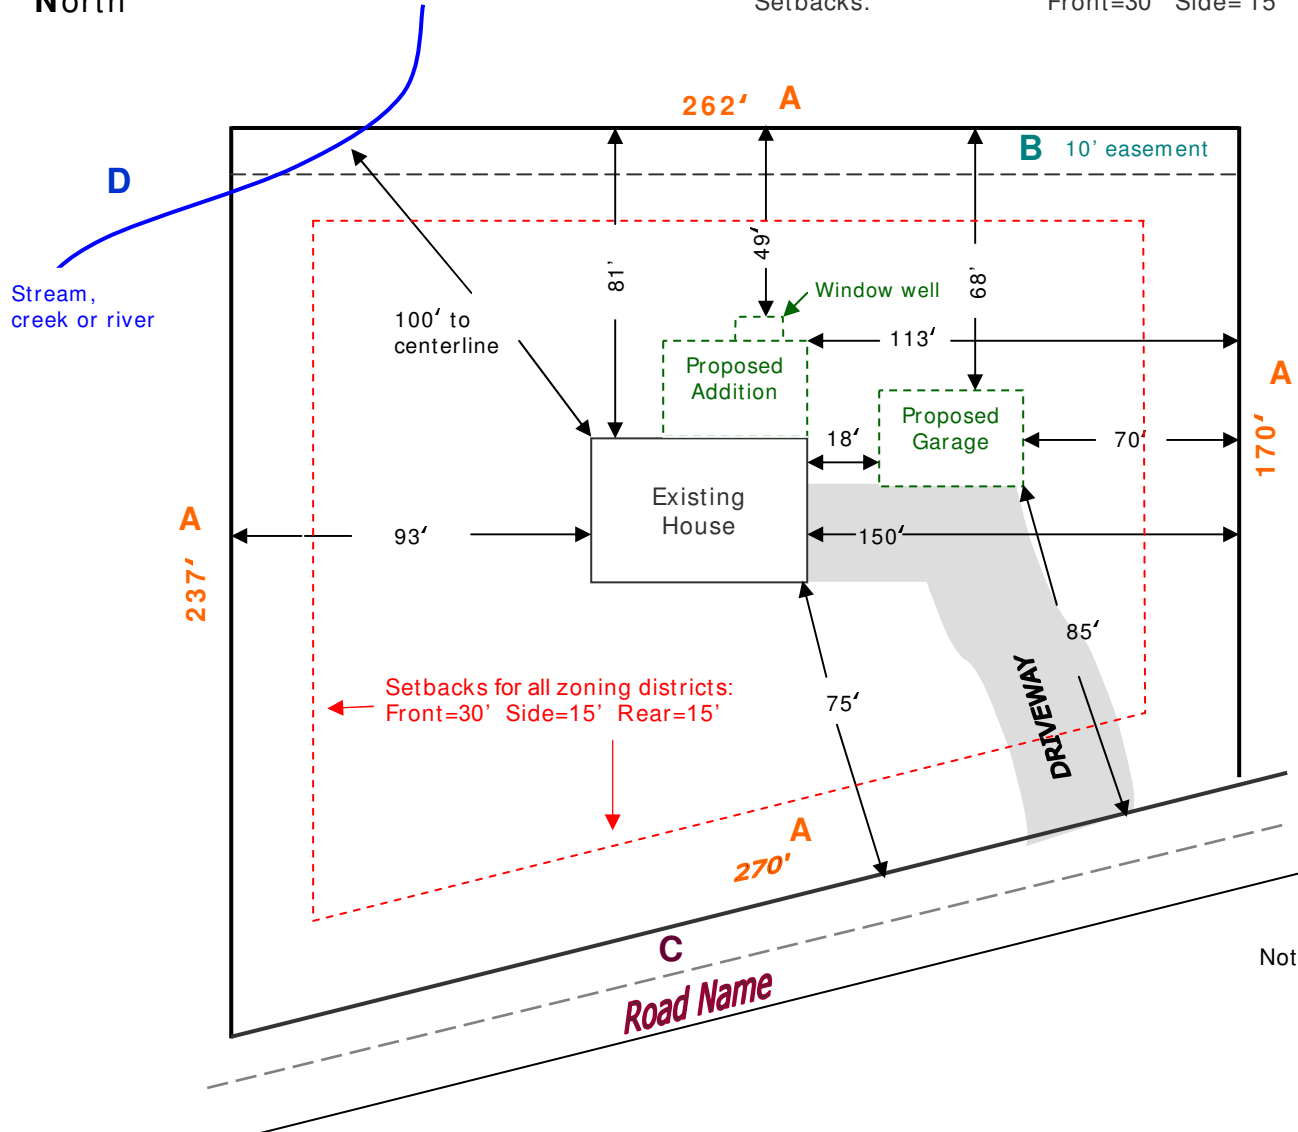 North
Setbacks: Front=30' Side= 15'
262' A
B 10' easement
D
Stream,
creek or river
100' to
centerline
81'
49'
68'
Window well
113'
Proposed
Addition
Proposed
Garage
18'
70'
A
170'
Existing
House
A
237'
93'
150'
85'
75'
Setbacks for all zoning districts:
Front=30' Side=15' Rear=15'
DRIVEWAY
A
270'
C
Road Name
Not